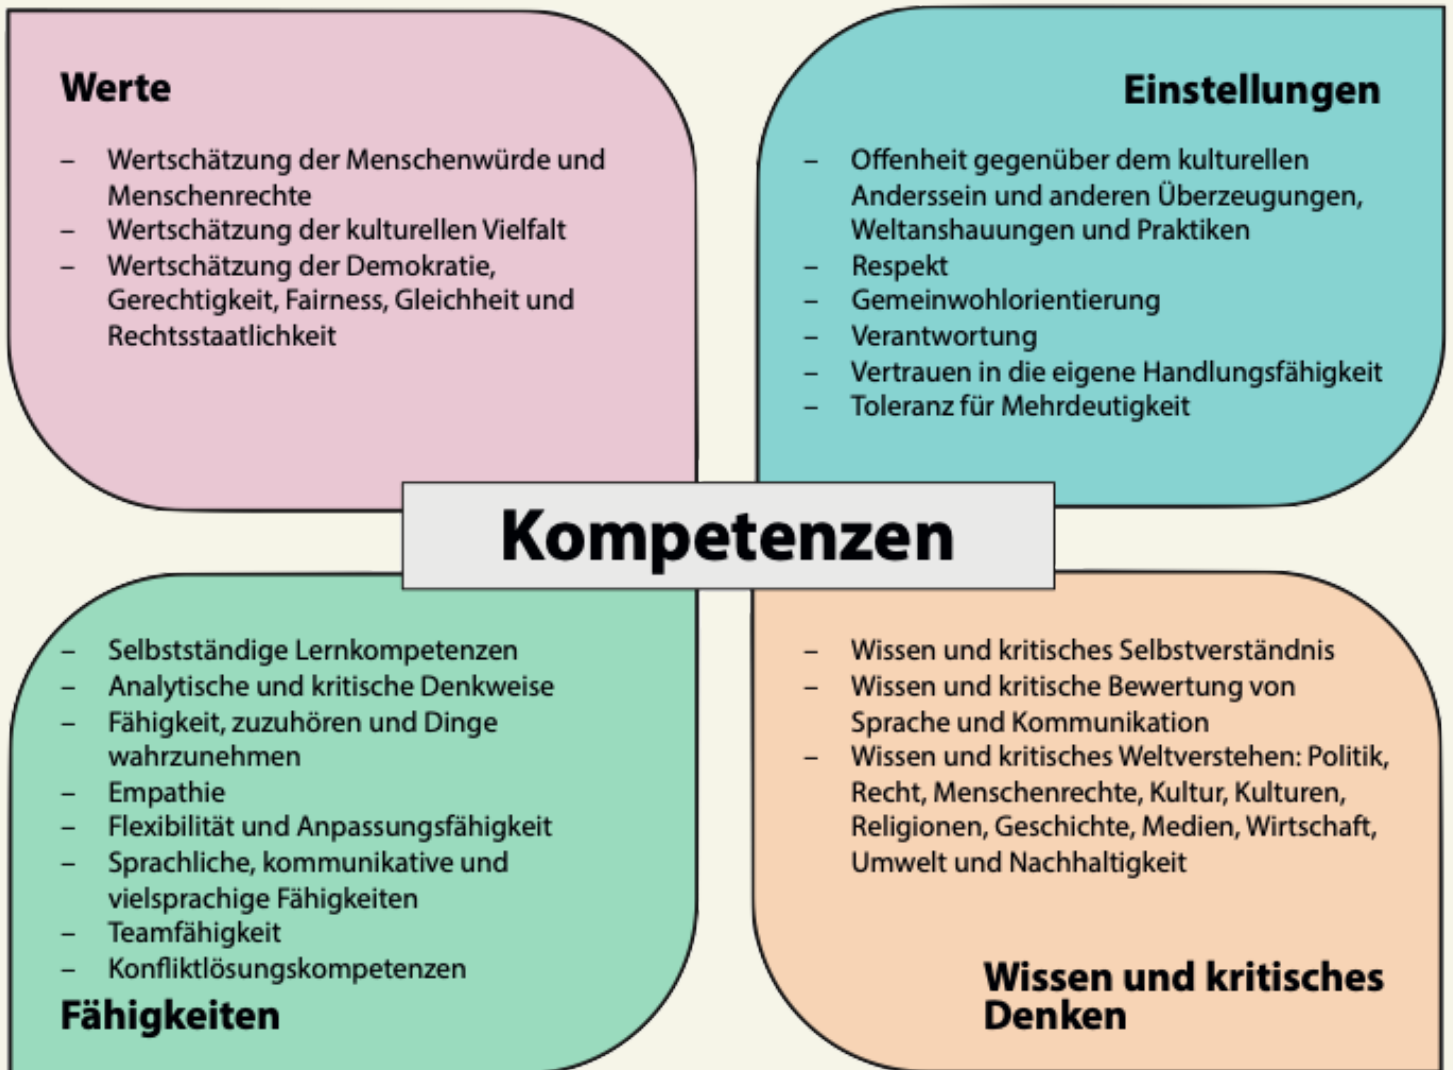 Werte
– Wertschätzung der Menschenwürde und
Menschenrechte
– Wertschätzung der kulturellen Vielfalt
– Wertschätzung der Demokratie,
Gerechtigkeit, Fairness, Gleichheit und
Rechtsstaatlichkeit
Einstellungen
– Offenheit gegenüber dem kulturellen
Anderssein und anderen Überzeugungen,
Weltanshauungen und Praktiken
– Respekt
– Gemeinwohlorientierung
– Verantwortung
– Vertrauen in die eigene Handlungsfähigkeit
– Toleranz für Mehrdeutigkeit
Kompetenzen
– Selbstständige Lernkompetenzen
– Analytische und kritische Denkweise
– Fähigkeit, zuzuhören und Dinge
wahrzunehmen
– Empathie
– Flexibilität und Anpassungsfähigkeit
– Sprachliche, kommunikative und
vielsprachige Fähigkeiten
– Teamfähigkeit
– Konfliktlösungskompetenzen
Fähigkeiten
– Wissen und kritisches Selbstverständnis
– Wissen und kritische Bewertung von
Sprache und Kommunikation
– Wissen und kritisches Weltverstehen: Politik,
Recht, Menschenrechte, Kultur, Kulturen,
Religionen, Geschichte, Medien, Wirtschaft,
Umwelt und Nachhaltigkeit
Wissen und kritisches
Denken